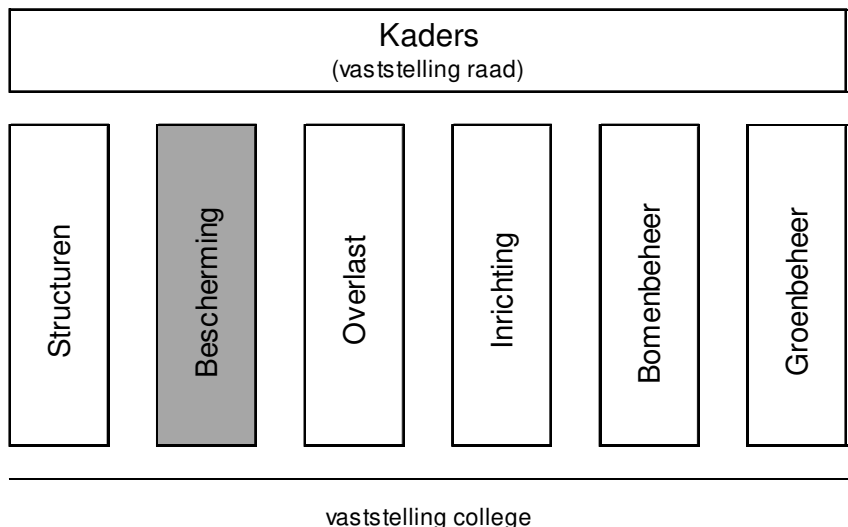 Kaders
(vaststelling raad)
Structuren
Bescherming
Overlast
Inrichting
Bomenbeheer
Groenbeheer
vaststelling college